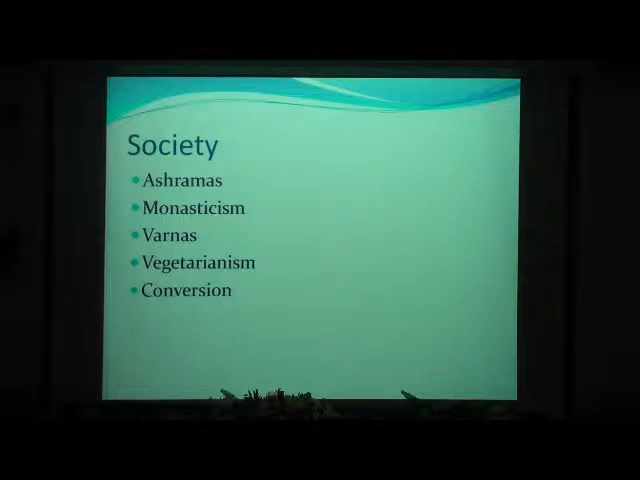 Society
Ashramas
Monasticism
Varnas
Vegetarianism
Conversion